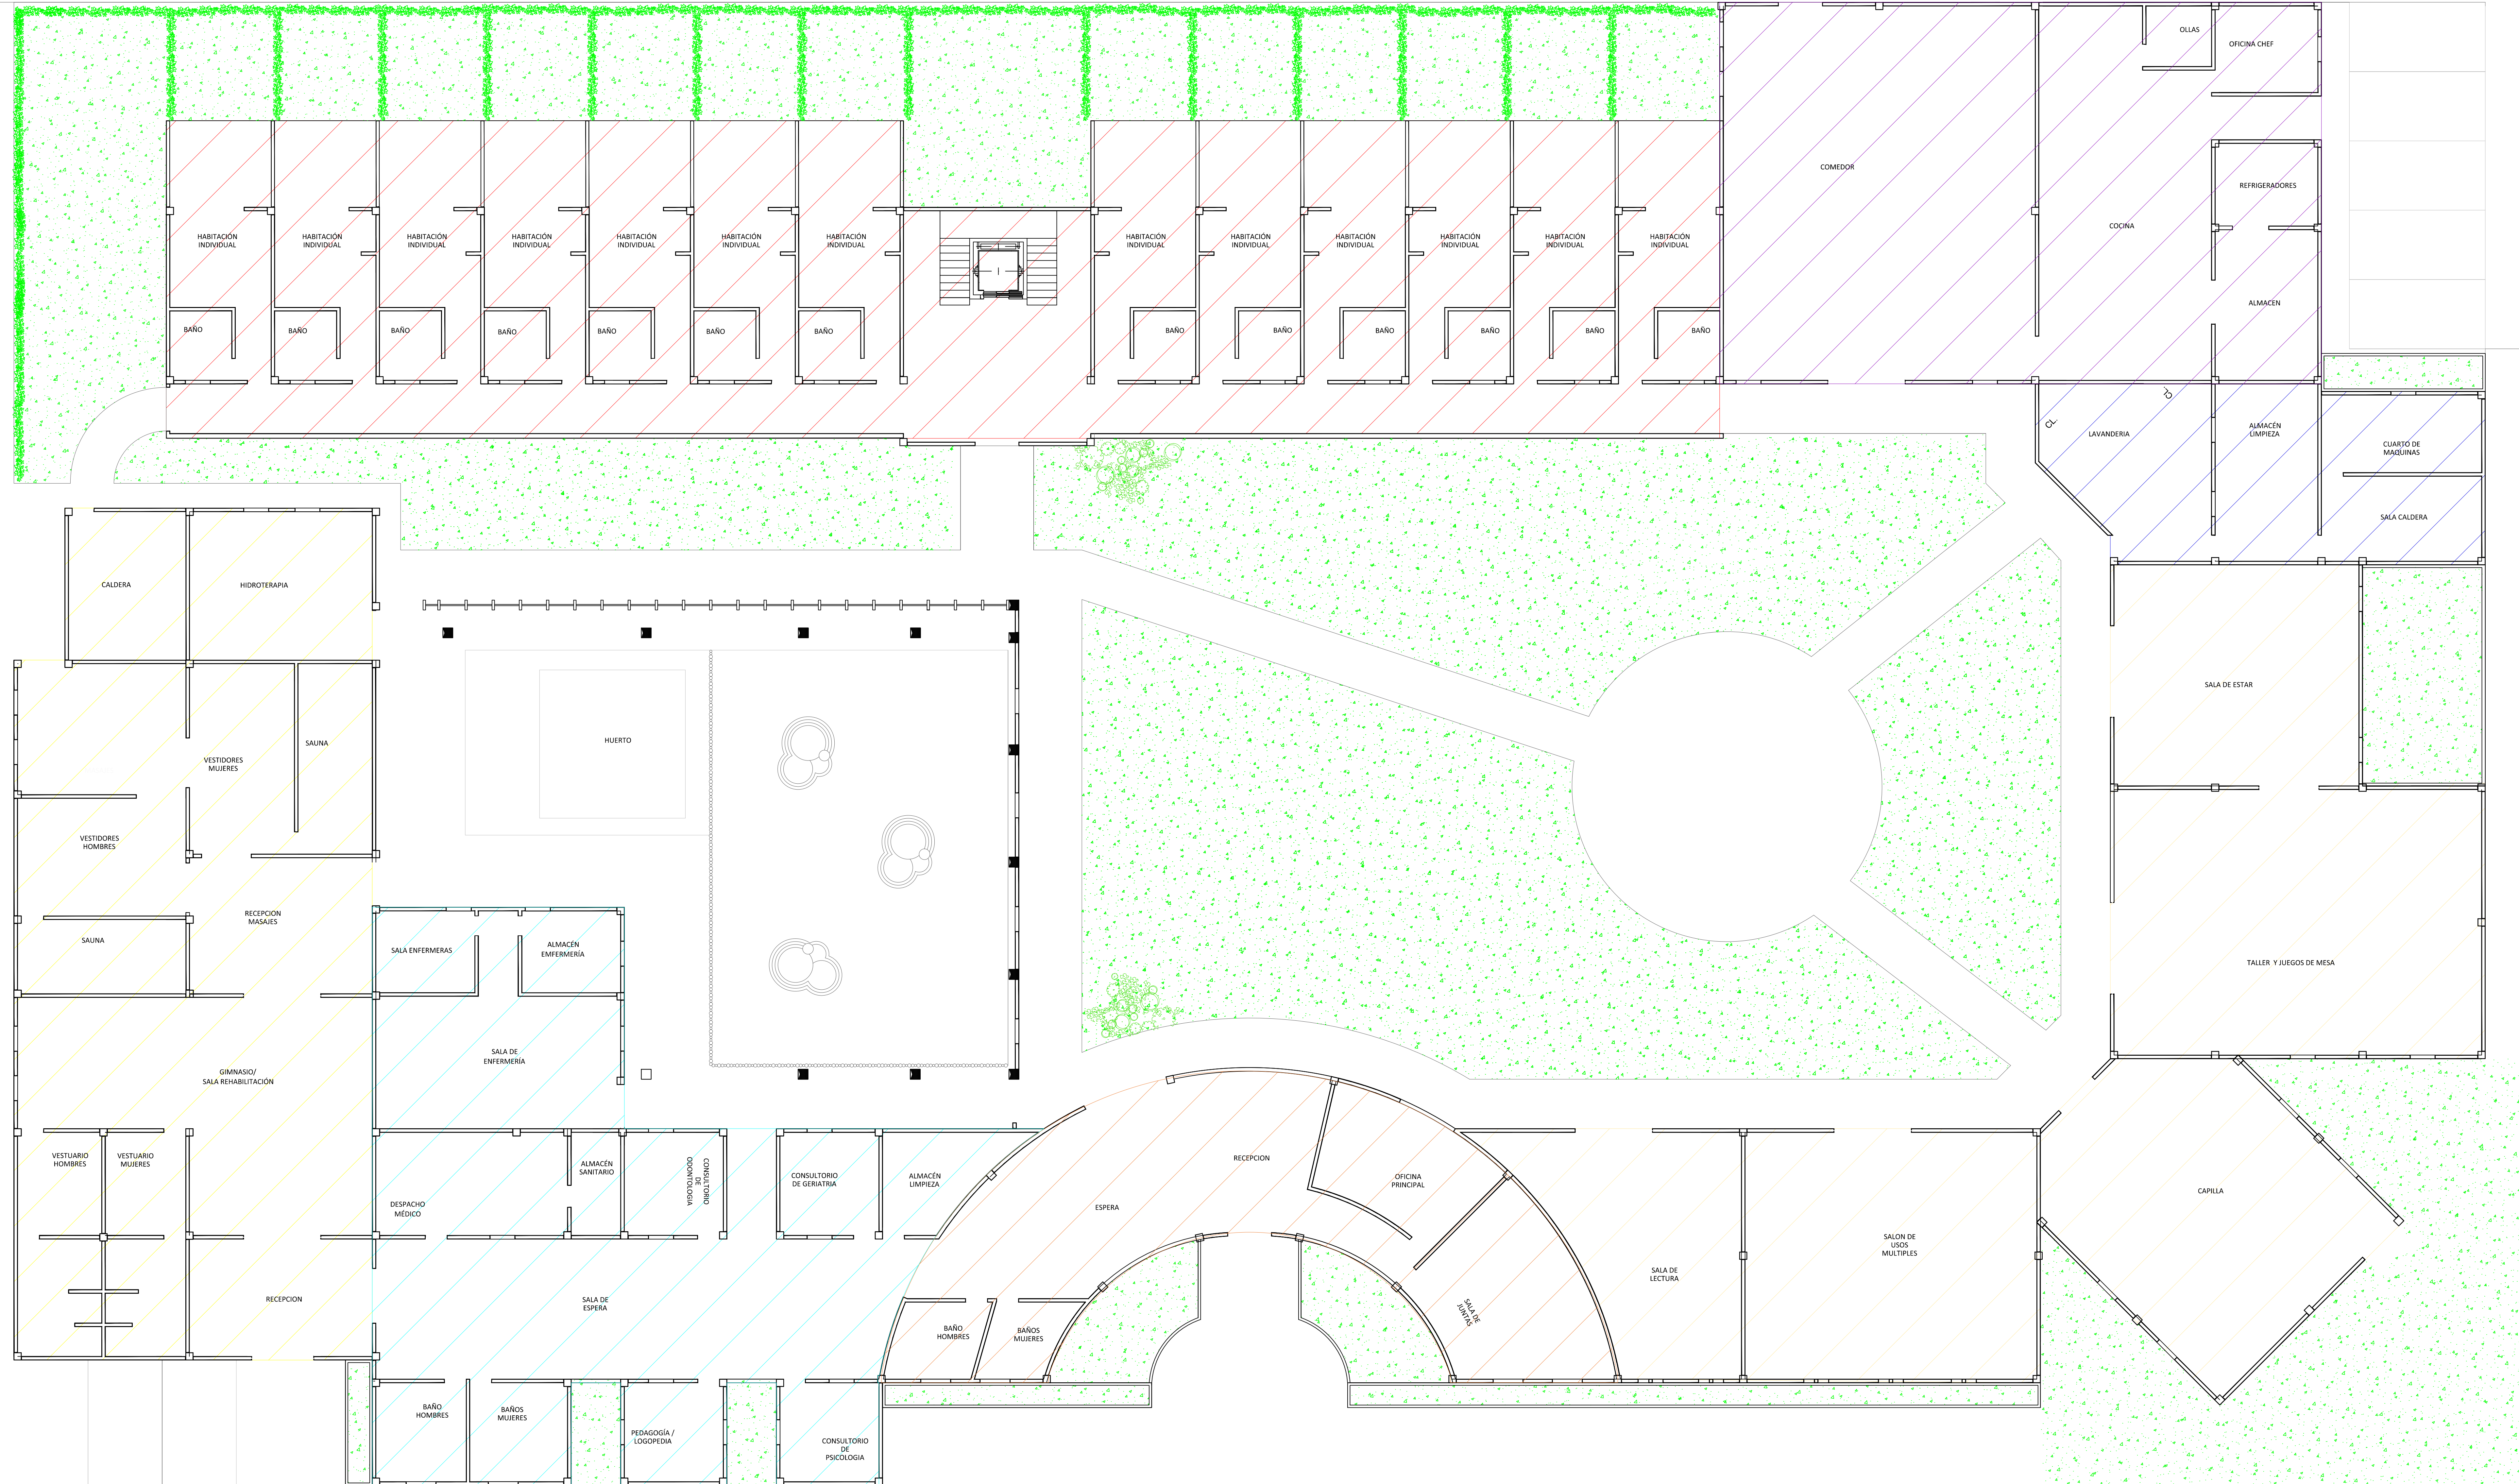 OLLAS
OFICINA CHEF
COMEDOR
REFRIGERADORES
COCINA
HABITACIÓN
INDIVIDUAL
HABITACIÓN
INDIVIDUAL
HABITACIÓN
INDIVIDUAL
HABITACIÓN
INDIVIDUAL
HABITACIÓN
INDIVIDUAL
HABITACIÓN
INDIVIDUAL
HABITACIÓN
INDIVIDUAL
HABITACIÓN
INDIVIDUAL
HABITACIÓN
INDIVIDUAL
HABITACIÓN
INDIVIDUAL
HABITACIÓN
INDIVIDUAL
HABITACIÓN
INDIVIDUAL
HABITACIÓN
INDIVIDUAL
ALMACEN
BAÑO
BAÑO
BAÑO
BAÑO
BAÑO
BAÑO
BAÑO
BAÑO
BAÑO
BAÑO
BAÑO
BAÑO
BAÑO
CL
CL
LAVANDERIA
ALMACÉN
LIMPIEZA
CUARTO DE
MAQUINAS
SALA CALDERA
CALDERA
HIDROTERAPIA
SALA DE ESTAR
HUERTO
SAUNA
VESTIDORES
MUJERES
VESTIDORES
HOMBRES
RECEPCION
MASAJES
SAUNA
SALA ENFERMERAS
ALMACÉN
EMFERMERÍA
TALLER Y JUEGOS DE MESA
SALA DE
ENFERMERÍA
GIMNASIO/
SALA REHABILITACIÓN
VESTUARIO
HOMBRES
VESTUARIO
MUJERES
DESPACHO
MÉDICO
ALMACÉN
SANITARIO
CONSULTORIO
DE
ODONTOLOGIA
CONSULTORIO
DE GERIATRIA
ALMACÉN
LIMPIEZA
RECEPCION
ESPERA
OFICINA
PRINCIPAL
CAPILLA
SALON DE
USOS
MULTIPLES
SALA DE
LECTURA
SALA DE
JUNTAS
RECEPCION
SALA DE
ESPERA
BAÑO
HOMBRES
BAÑOS
MUJERES
BAÑO
HOMBRES
BAÑOS
MUJERES
PEDAGOGÍA /
LOGOPEDIA
CONSULTORIO
DE
PSICOLOGIA